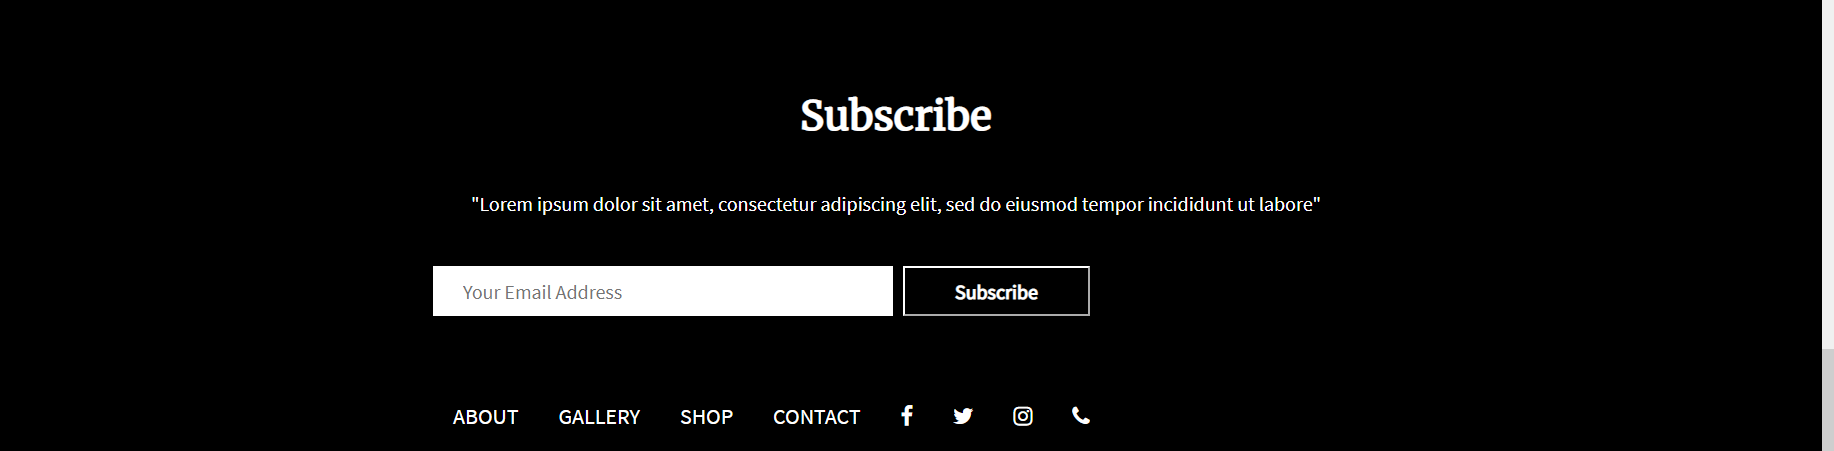 Subscribe
"Lorem ipsum dolor sit amet, consectetur adipiscing elit, sed do eiusmod tempor incididunt ut labore"
Your Email Address Subscribe
ABOUT GALLERY SHOP CONTACT